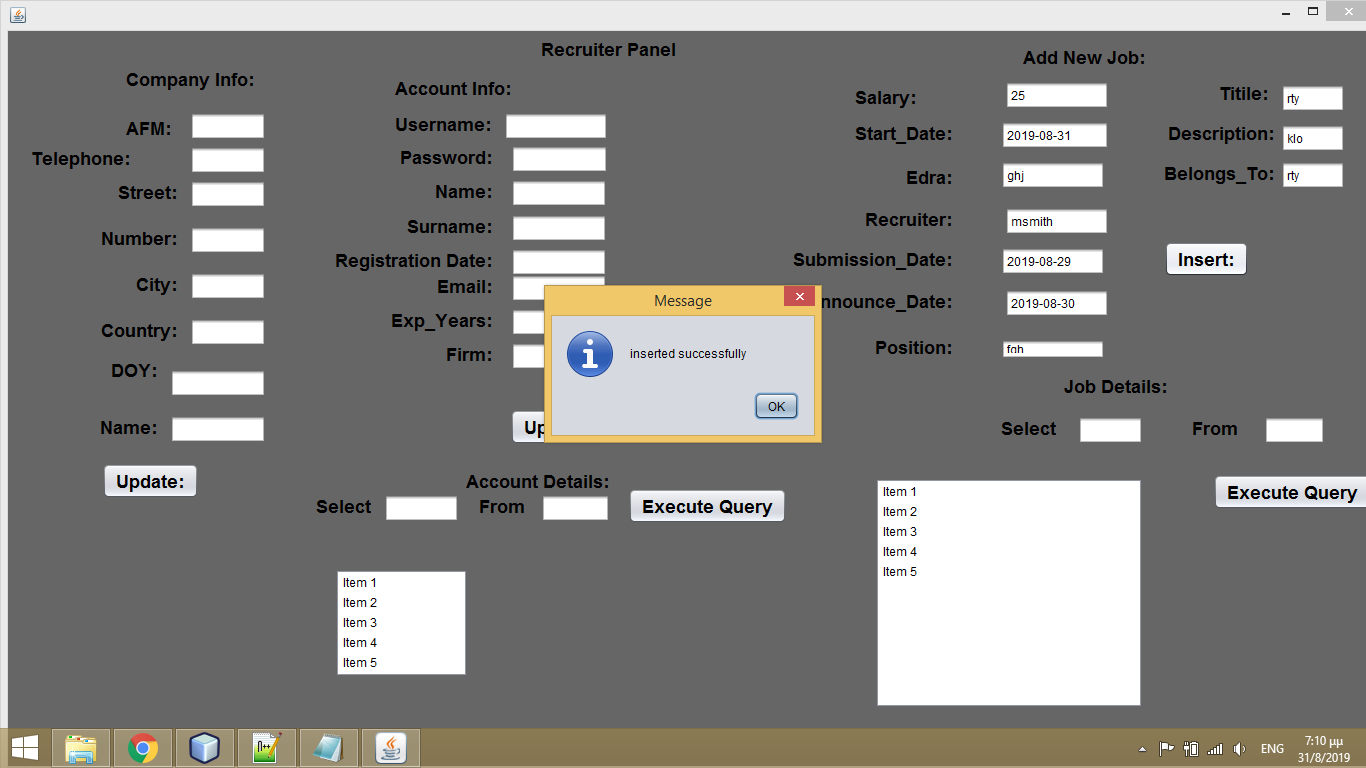 Recruiter Panel
Company Info:
AFM:
Telephone:
Street:
Number:
City:
Country:
DOY:
Name:
Update:
Account Info:
Username:
Password:
Name:
Surname:
Registration Date:
Email:
Exp_Years:
Firm:
Up
Account Details:
Select
From
Execute Query
Item 1
Item 2
Item 3
Item 4
Item 5
Message
inserted successfully
OK
Add New Job:
Salary: 25
Start_Date: 2019-08-31
Edra: ghj
Recruiter: msmith
Submission_Date: 2019-08-29
nnounce_Date: 2019-08-30
Position: fgh
Titile: rty
Description: klo
Belongs_To: rty
Insert:
Job Details:
Select
From
Execute Query
Item 1
Item 2
Item 3
Item 4
Item 5
ENG
7:10 μμ
31/8/2019